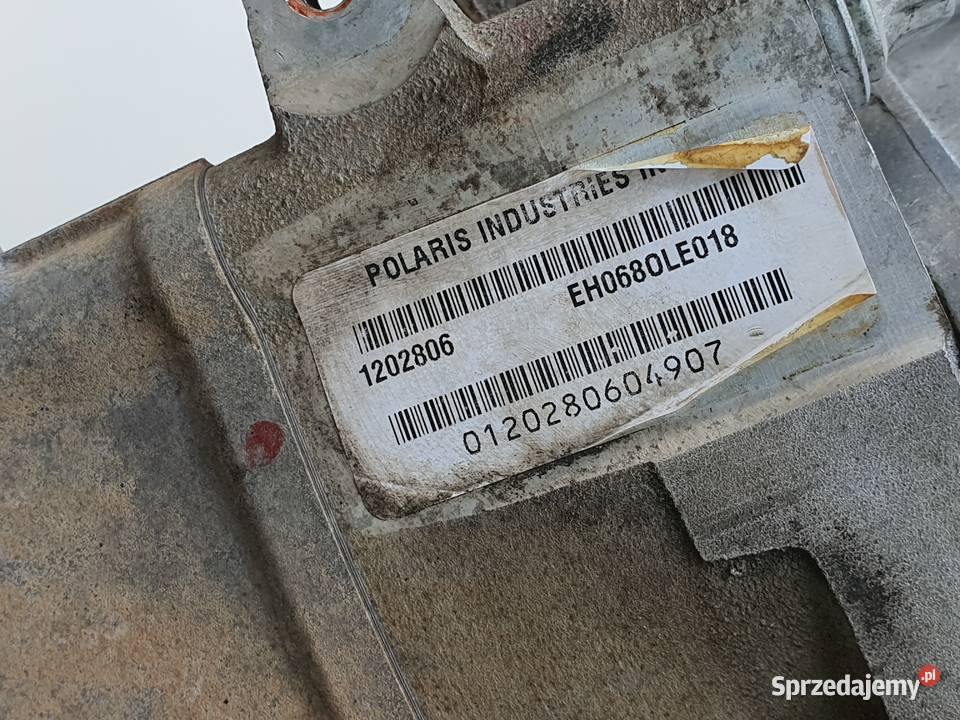 POLARIS INDUSTRIES
1202806 EH068OLE018
0120280604907
Sprzedajemy.pl